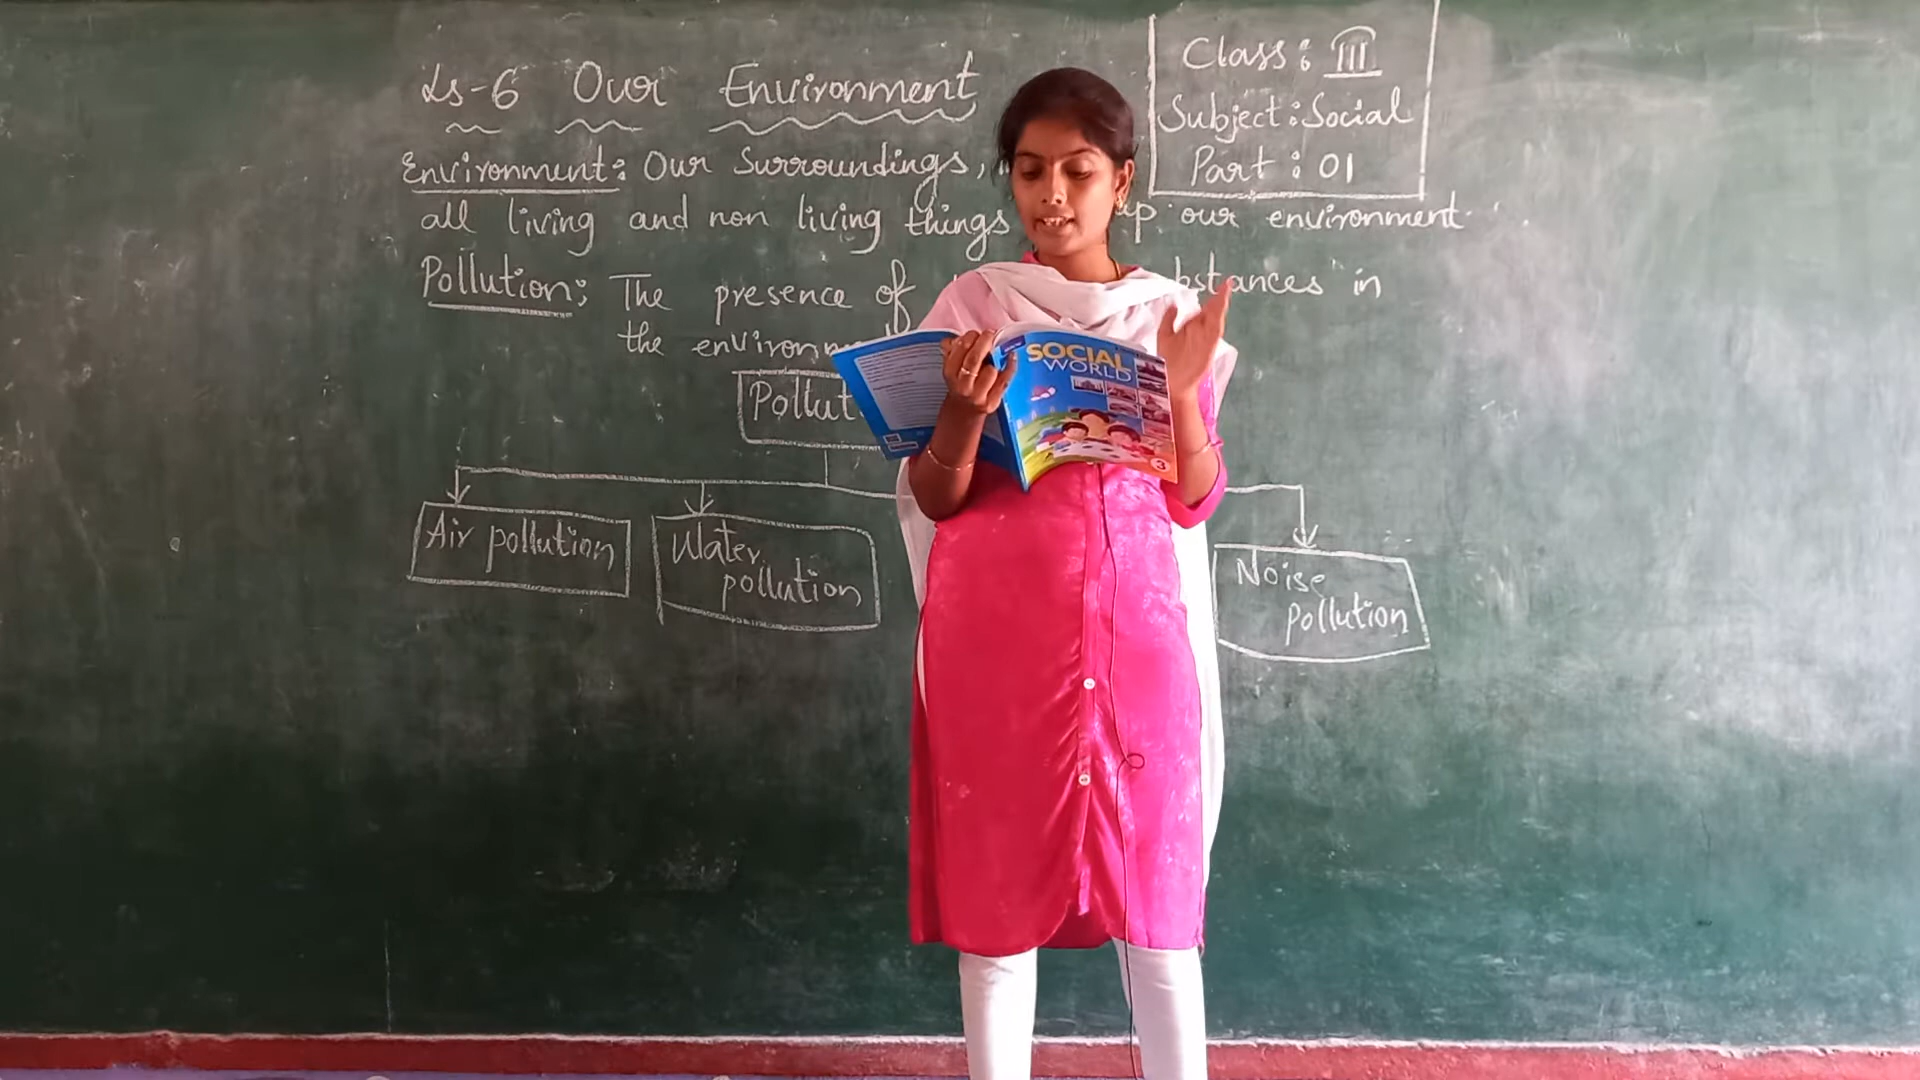 Ls-6 Our Environment
Class: III
Subject: Social
Part: 01
Environment: Our Surroundings,
all living and non living things up our environment.
Pollution: The presence of bstances in
the environm
Pollut
Air pollution
Water
pollution
Noise
pollution
SOCIAL
WORLD
3